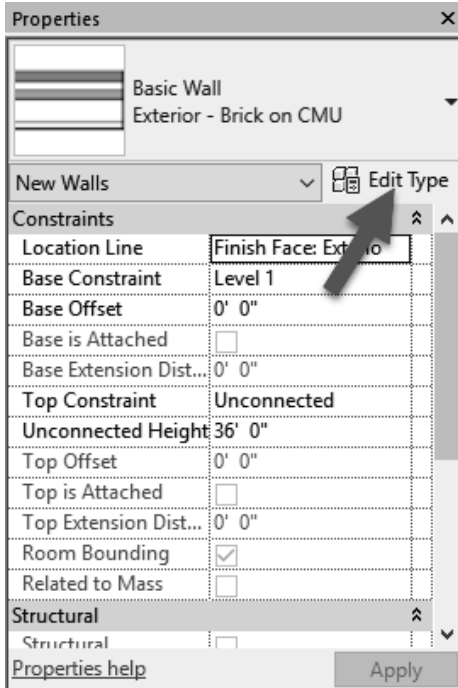 Properties
Basic Wall
Exterior - Brick on CMU
New Walls
Edit Type
Constraints
Location Line Finish Face:
Base Constraint Level 1
Base Offset 0' 0"
Base is Attached
Base Extension Dist... 0' 0"
Top Constraint Unconnected
Unconnected Height 36' 0"
Top Offset 0' 0"
Top is Attached
Top Extension Dist... 0' 0"
Room Bounding
Related to Mass
Structural
Structural
Properties help
Apply